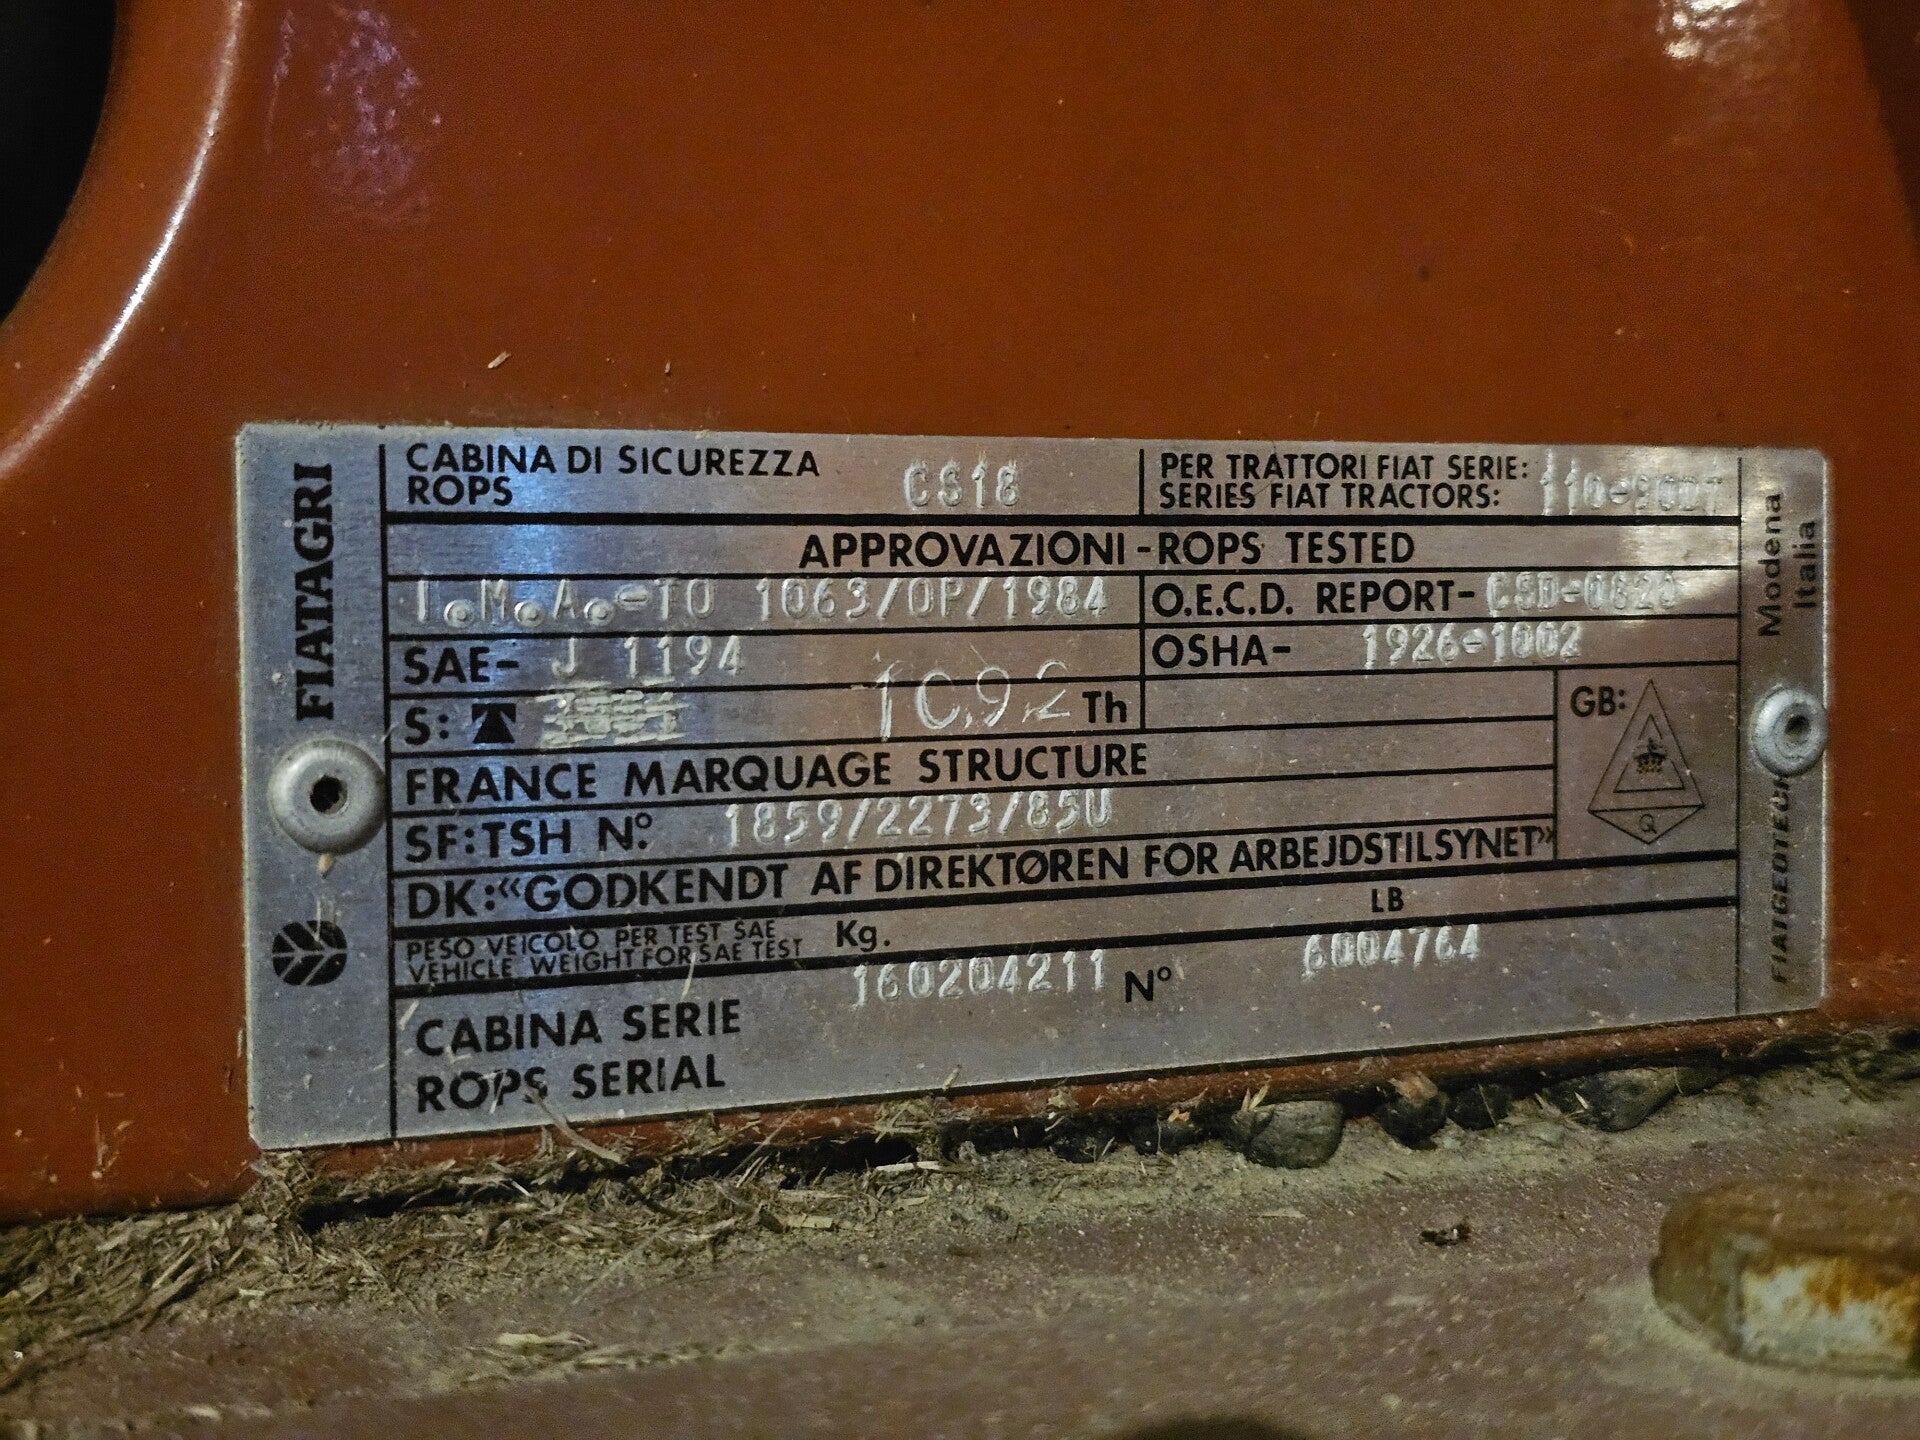 FIATAGRI
CABINA DI SICUREZZA
ROPS
CS18
PER TRATTORI FIAT SERIE:
SERIES FIAT TRACTORS:
110-90DT
APPROVAZIONI - ROPS TESTED
I.M.A.-TO 1063/OP/1984
O.E.C.D. REPORT-
SAE- J 1194
OSHA- 1926-1002
S: Th
GB:
Q
FRANCE MARQUAGE STRUCTURE
SF:TSH N° 1859/2273/85U
DK:«GODKENDT AF DIREKTØREN FOR ARBEJDSTILSYNET»
PESO VEICOLO PER TEST SAE
VEHICLE WEIGHT FOR SAE TEST
Kg.
LB
CABINA SERIE
ROPS SERIAL
160204211 N° 6004764
Modena
Italia